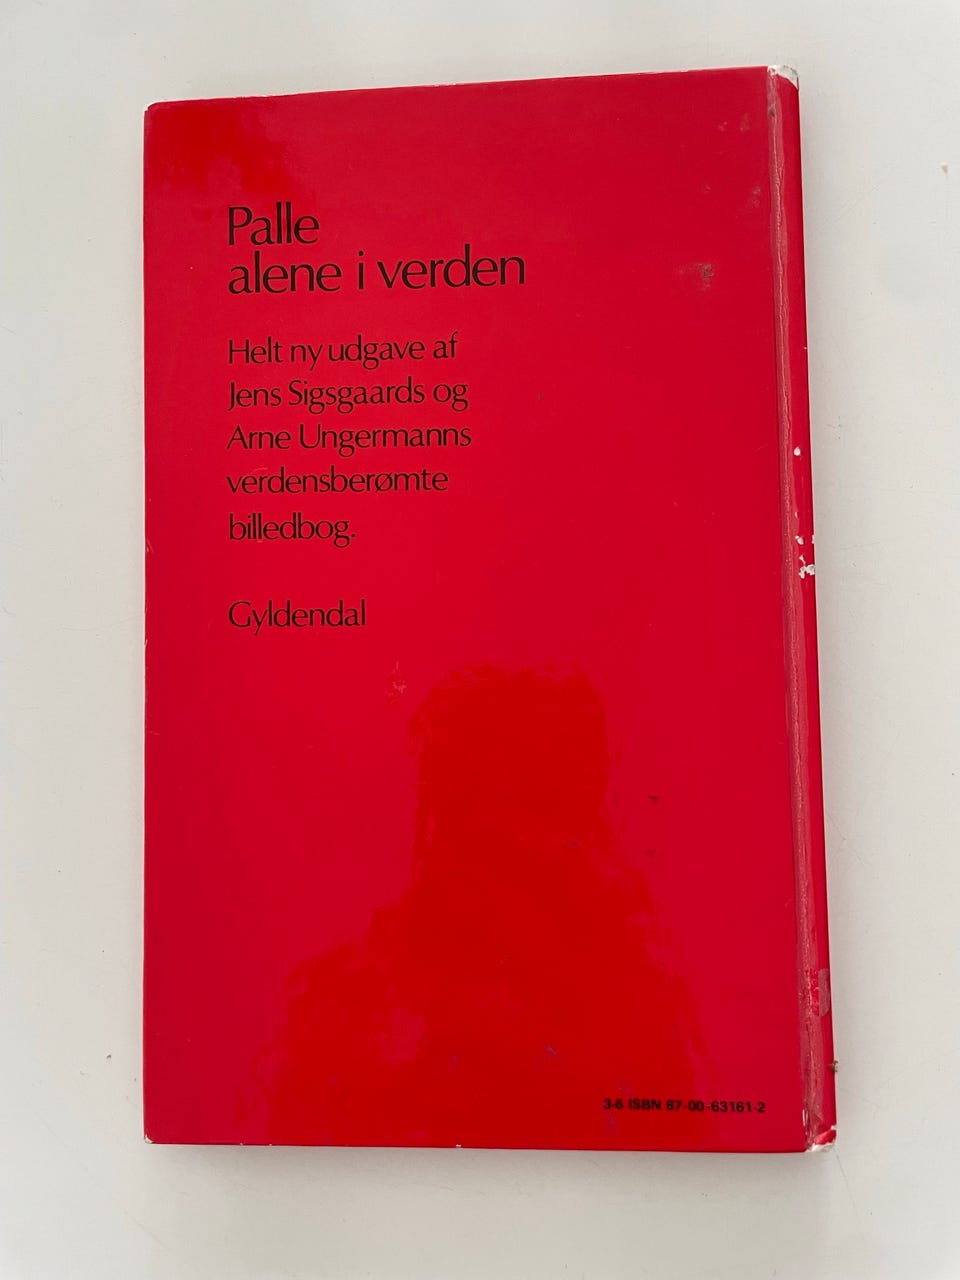 Palle
alene i verden
Helt ny udgave af
Jens Sigsgaards og
Arne Ungermanns
verdensberømte
billedbog.
Gyldendal
3-6 ISBN 87-00-63161-2